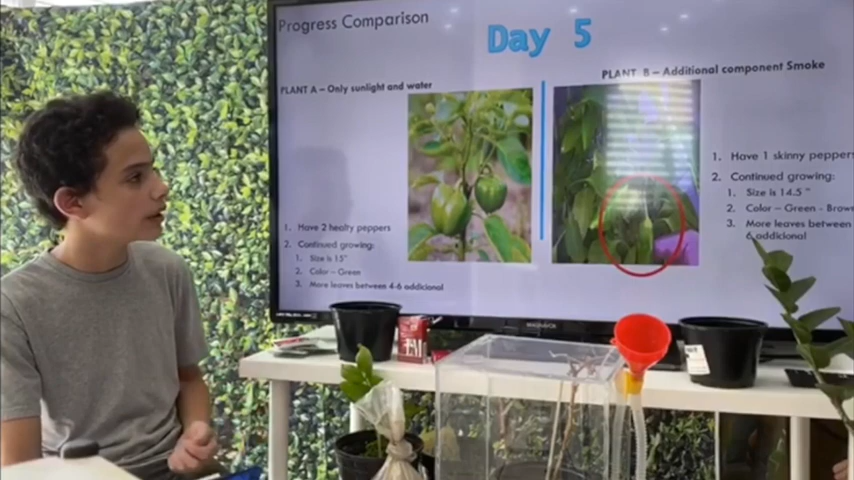 Progress Comparison
Day 5
PLANT A – Only sunlight and water
PLANT B – Additional component Smoke
1. Have 2 healty peppers
2. Continued growing:
1. Size is 15"
2. Color – Green
3. More leaves between 4-6 addicional
1. Have 1 skinny peppers
2. Continued growing:
1. Size is 14.5 "
2. Color – Green - Brow
3. More leaves between
6 addicional
MAGNAVOX
L&M